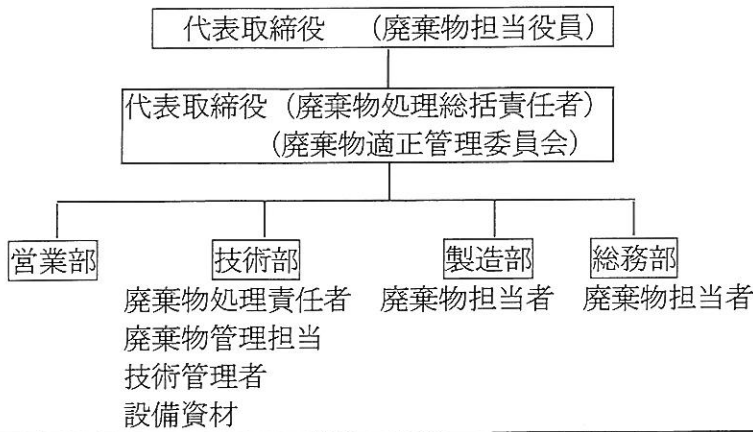 代表取締役 （廃棄物担当役員）
代表取締役（廃棄物処理総括責任者）
（廃棄物適正管理委員会）
営業部 技術部 製造部 総務部
廃棄物処理責任者 廃棄物担当者 廃棄物担当者
廃棄物管理担当
技術管理者
設備資材